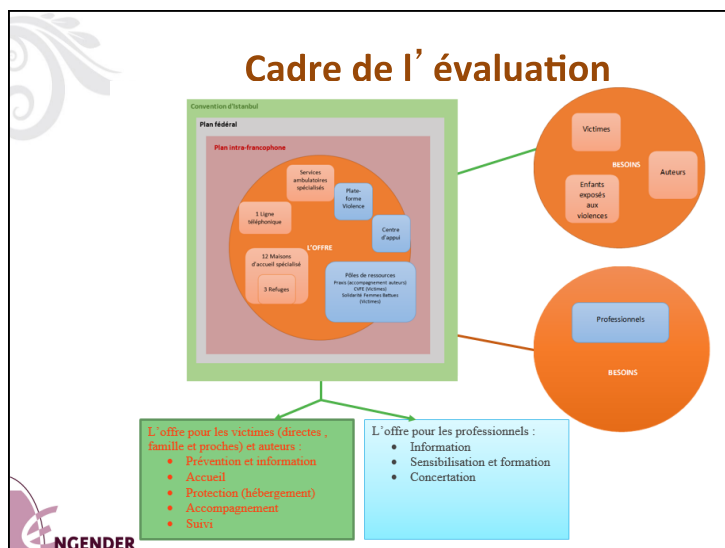 Cadre de l’ évaluation
Convention d'Istanbul
Plan fédéral
Plan intra-francophone
Services
ambulatoires
spécialisés
Plate-
forme
Violence
1 Ligne
téléphonique
Centre
d'appui
L'OFFRE
12 Maisons
d'accueil spécialisé
3 Refuges
Pôles de ressources
Praxis (accompagnement auteurs)
CVFE (Victimes)
Solidarité Femmes Battues
(Victimes)
Victimes
BESOINS
Auteurs
Enfants
exposés
aux
violences
Professionnels
BESOINS
L’offre pour les victimes (directes ,
famille et proches) et auteurs :
• Prévention et information
• Accueil
• Protection (hébergement)
• Accompagnement
• Suivi
L’offre pour les professionnels :
• Information
• Sensibilisation et formation
• Concertation
ENGENDER